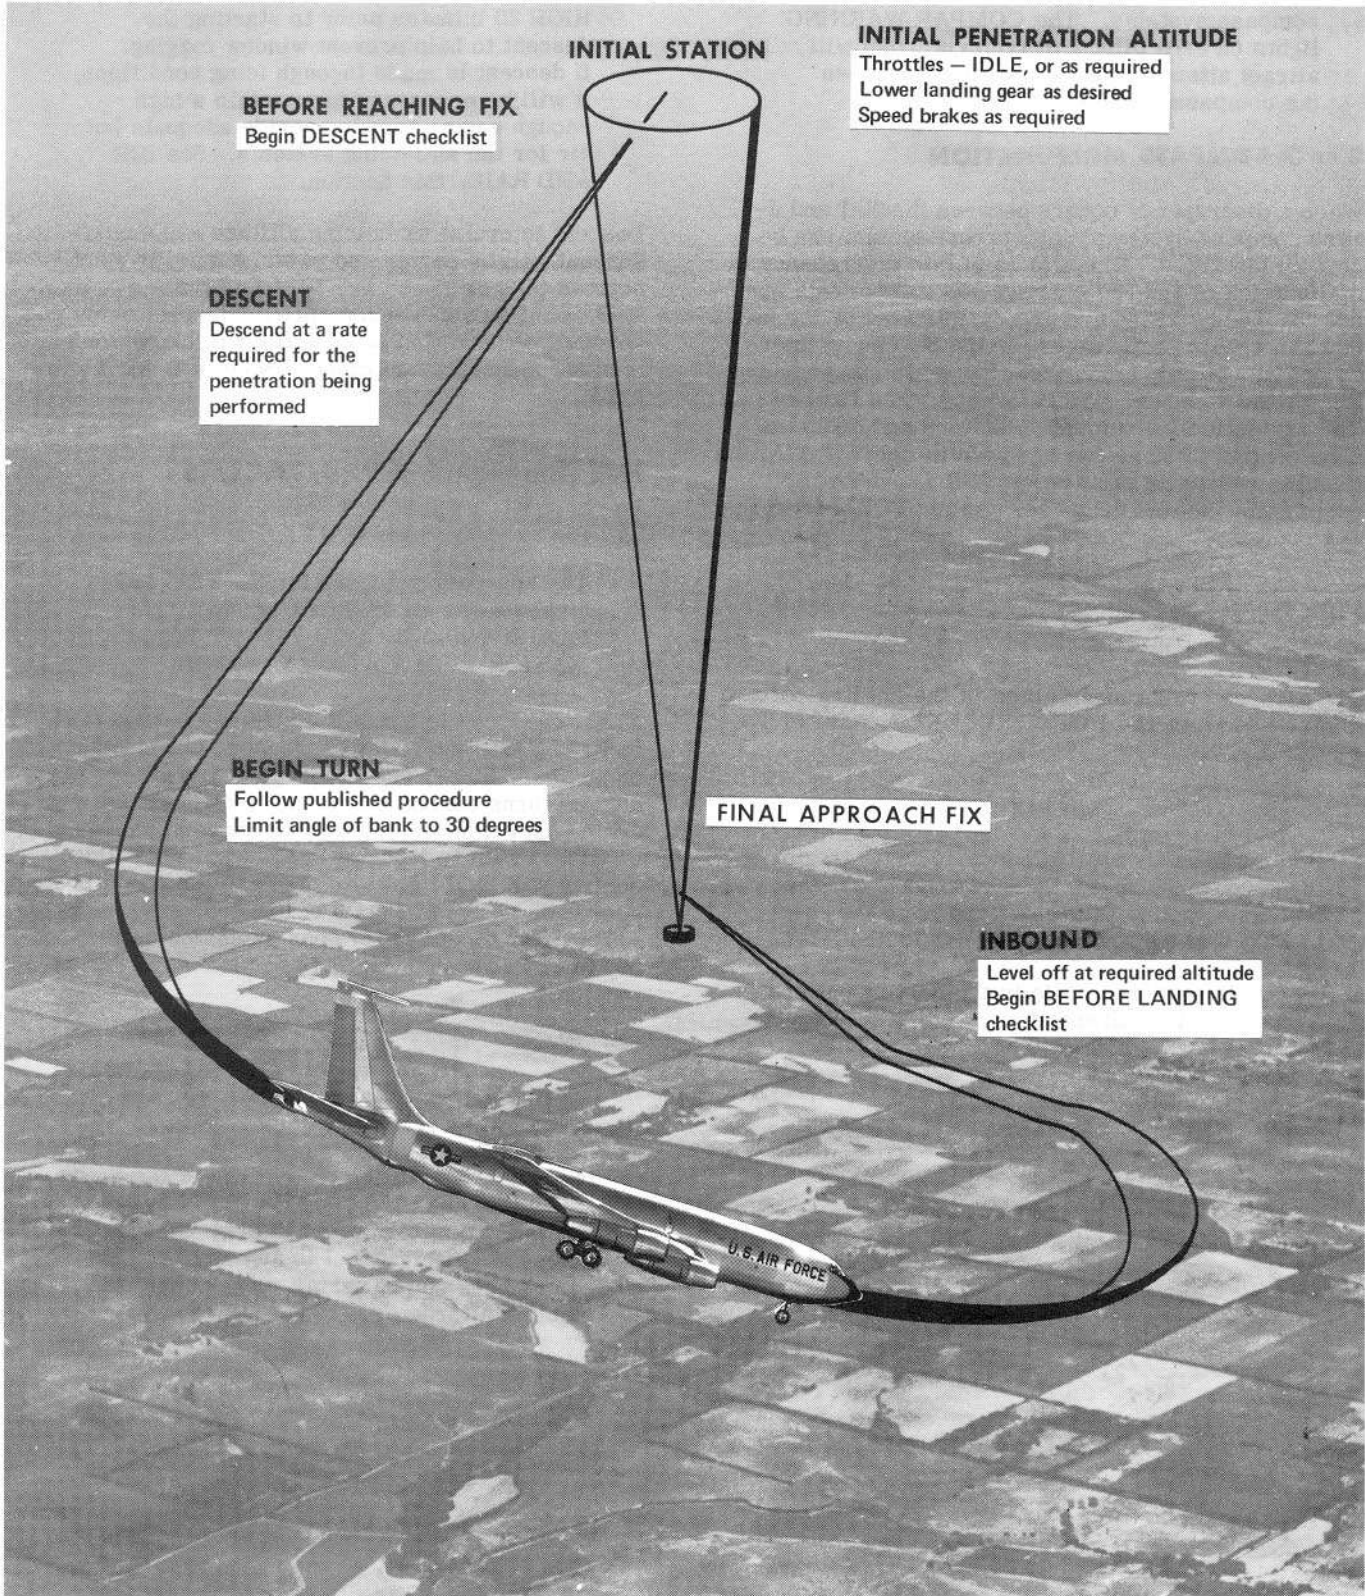 INITIAL STATION
INITIAL PENETRATION ALTITUDE
Throttles – IDLE, or as required
Lower landing gear as desired
Speed brakes as required
BEFORE REACHING FIX
Begin DESCENT checklist
DESCENT
Descend at a rate
required for the
penetration being
performed
BEGIN TURN
Follow published procedure
Limit angle of bank to 30 degrees
FINAL APPROACH FIX
INBOUND
Level off at required altitude
Begin BEFORE LANDING
checklist
U.S. AIR FORCE